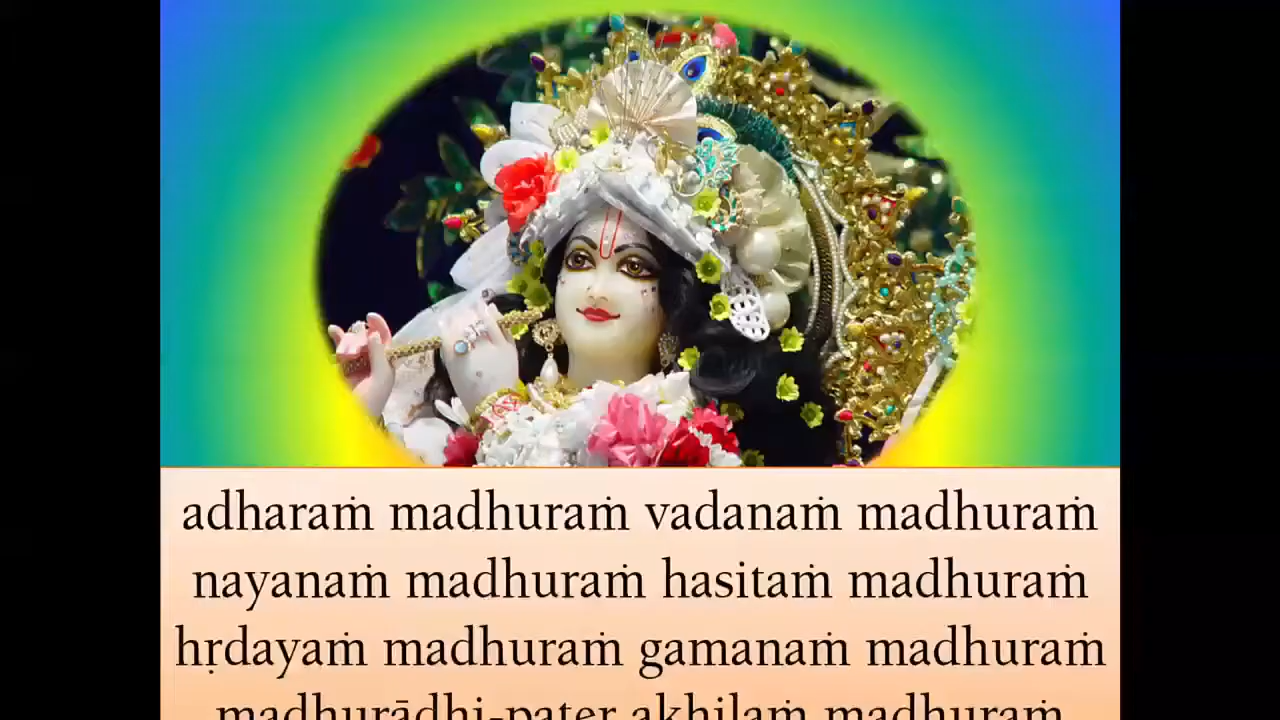 adharaṁ madhuraṁ vadanaṁ madhuraṁ
nayanaṁ madhuraṁ hasitaṁ madhuraṁ
hṛdayaṁ madhuraṁ gamanaṁ madhuraṁ
madhurādhi-pater akhilaṁ madhuraṁ